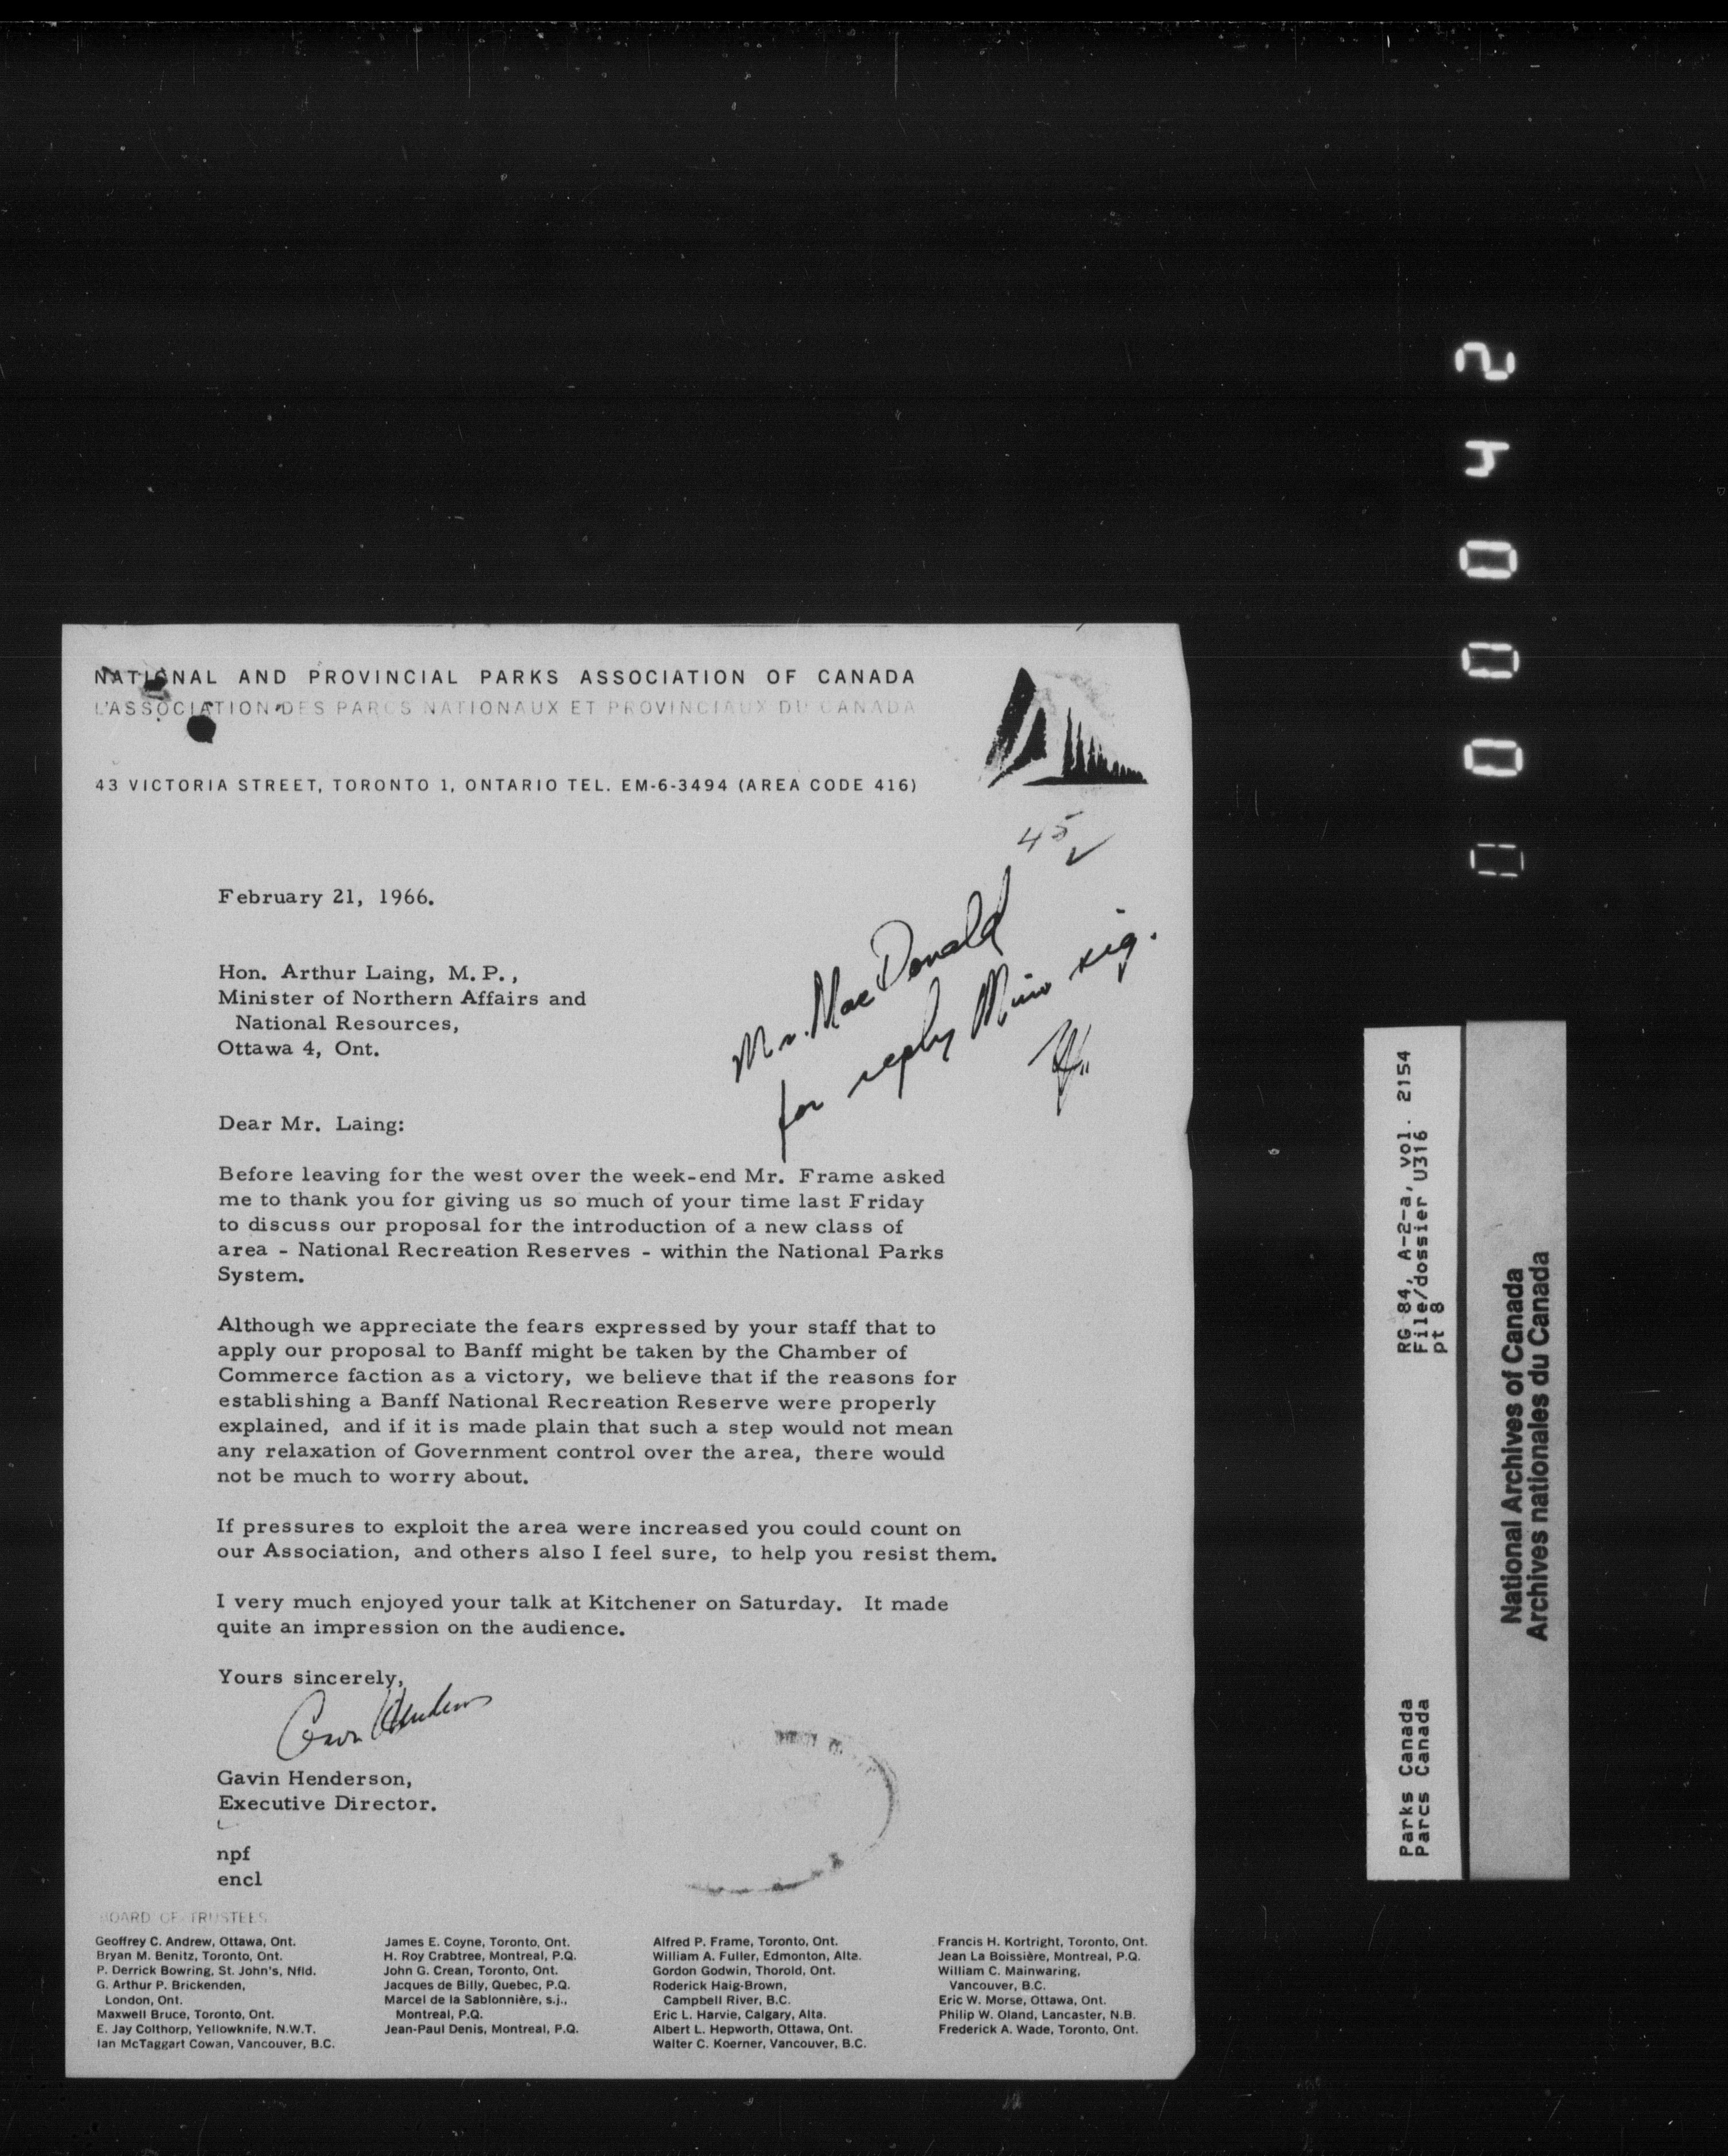 NATIONAL AND PROVINCIAL PARKS ASSOCIATION OF CANADA
L'ASSOCIATION DES PARCS NATIONAUX ET PROVINCIAUX DU CANADA
43 VICTORIA STREET, TORONTO 1, ONTARIO TEL. EM-6-3494 (AREA CODE 416)
45
February 21, 1966.
Mr. MacDonald
for reply Min sig.
Hon. Arthur Laing, M. P.,
Minister of Northern Affairs and
National Resources,
Ottawa 4, Ont.
Dear Mr. Laing:
Before leaving for the west over the week-end Mr. Frame asked
me to thank you for giving us so much of your time last Friday
to discuss our proposal for the introduction of a new class of
area - National Recreation Reserves - within the National Parks
System.
Although we appreciate the fears expressed by your staff that to
apply our proposal to Banff might be taken by the Chamber of
Commerce faction as a victory, we believe that if the reasons for
establishing a Banff National Recreation Reserve were properly
explained, and if it is made plain that such a step would not mean
any relaxation of Government control over the area, there would
not be much to worry about.
If pressures to exploit the area were increased you could count on
our Association, and others also I feel sure, to help you resist them.
I very much enjoyed your talk at Kitchener on Saturday. It made
quite an impression on the audience.
Yours sincerely,
Gavin Henderson
Gavin Henderson,
Executive Director.
npf
encl
BOARD OF TRUSTEES
Geoffrey C. Andrew, Ottawa, Ont.
Bryan M. Benitz, Toronto, Ont.
P. Derrick Bowring, St. John's, Nfld.
G. Arthur P. Brickenden,
London, Ont.
Maxwell Bruce, Toronto, Ont.
E. Jay Colthorp, Yellowknife, N.W.T.
Ian McTaggart Cowan, Vancouver, B.C.
James E. Coyne, Toronto, Ont.
H. Roy Crabtree, Montreal, P.Q.
John G. Crean, Toronto, Ont.
Jacques de Billy, Quebec, P.Q.
Marcel de la Sablonnière, s.j.,
Montreal, P.Q.
Jean-Paul Denis, Montreal, P.Q.
Alfred P. Frame, Toronto, Ont.
William A. Fuller, Edmonton, Alta.
Gordon Godwin, Thorold, Ont.
Roderick Haig-Brown,
Campbell River, B.C.
Eric L. Harvie, Calgary, Alta.
Albert L. Hepworth, Ottawa, Ont.
Walter C. Koerner, Vancouver, B.C.
Francis H. Kortright, Toronto, Ont.
Jean La Boissière, Montreal, P.Q.
William C. Mainwaring,
Vancouver, B.C.
Eric W. Morse, Ottawa, Ont.
Philip W. Oland, Lancaster, N.B.
Frederick A. Wade, Toronto, Ont.
000042
Parks Canada
Parcs Canada
RG 84, A-2-a, vol. 2154
File/dossier U316
pt 8
National Archives of Canada
Archives nationales du Canada